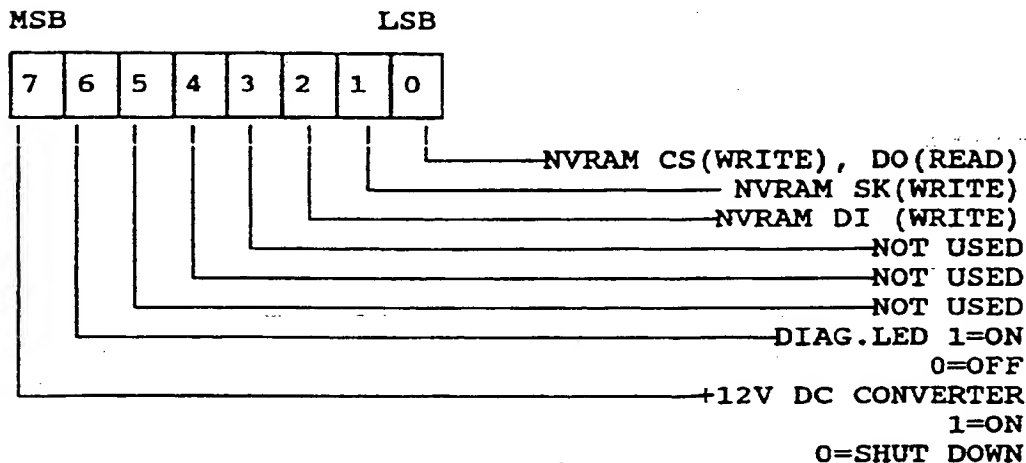 MSB LSB
7 6 5 4 3 2 1 0
NVRAM CS(WRITE), DO(READ)
NVRAM SK(WRITE)
NVRAM DI (WRITE)
NOT USED
NOT USED
NOT USED
DIAG.LED 1=ON
0=OFF
+12V DC CONVERTER
1=ON
0=SHUT DOWN